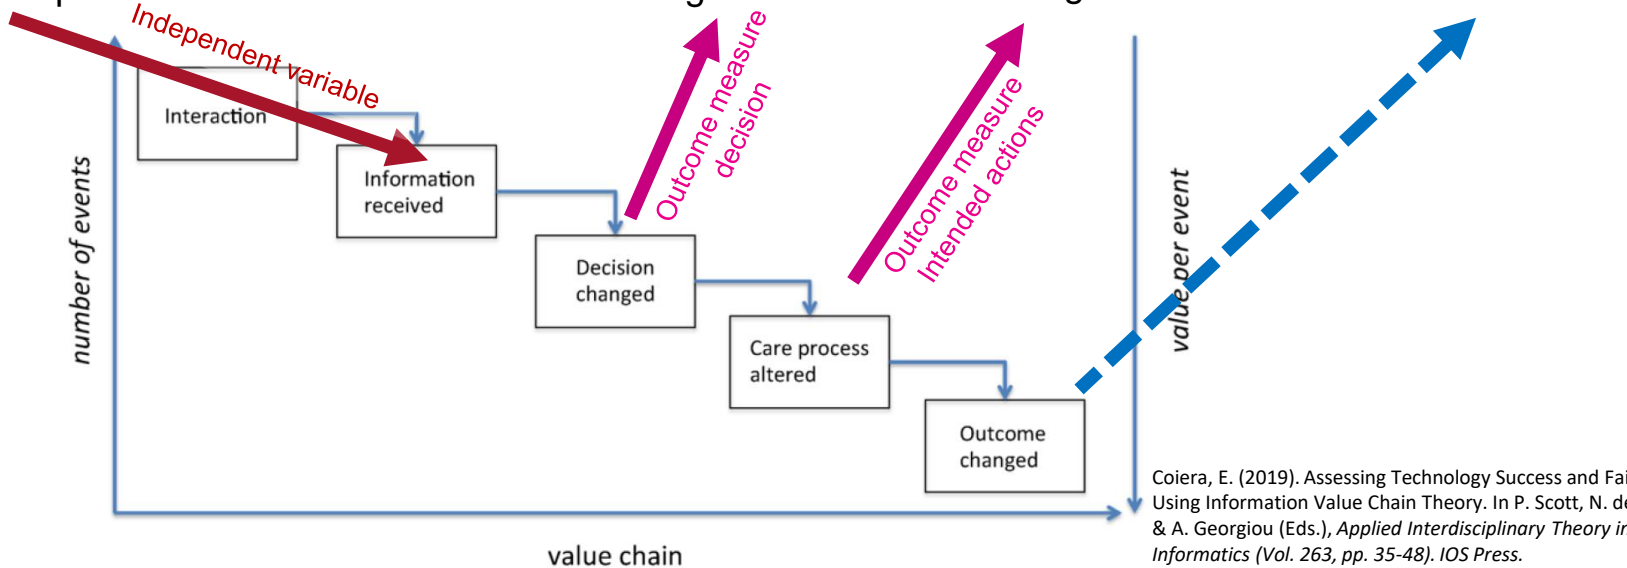 Independent variable
Interaction
Information
received
Decision
changed
Care process
altered
Outcome
changed
Outcome measure
decision
Outcome measure
Intended actions
number of events
value per event
value chain
Coiera, E. (2019). Assessing Technology Success and Fai
Using Information Value Chain Theory. In P. Scott, N. de
& A. Georgiou (Eds.), Applied Interdisciplinary Theory in
Informatics (Vol. 263, pp. 35-48). IOS Press.